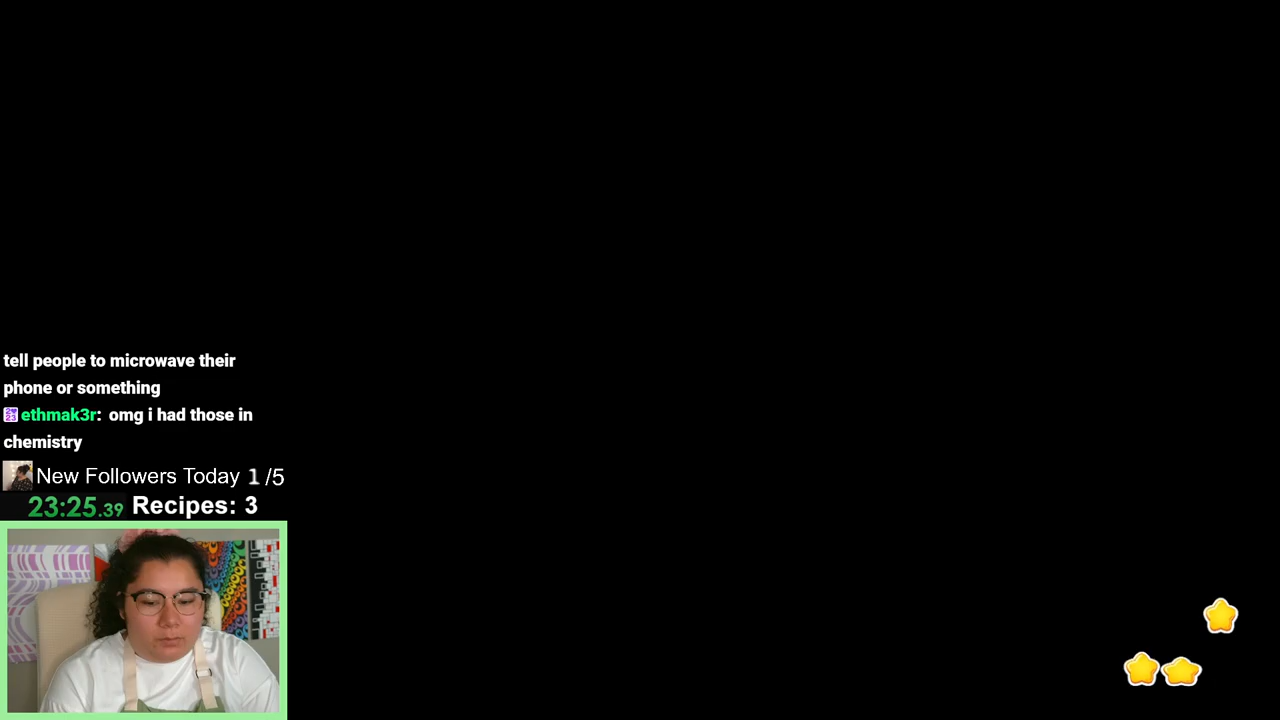 tell people to microwave their
phone or something
ethmak3r: omg i had those in
chemistry
New Followers Today 1 /5
23:25.39 Recipes: 3